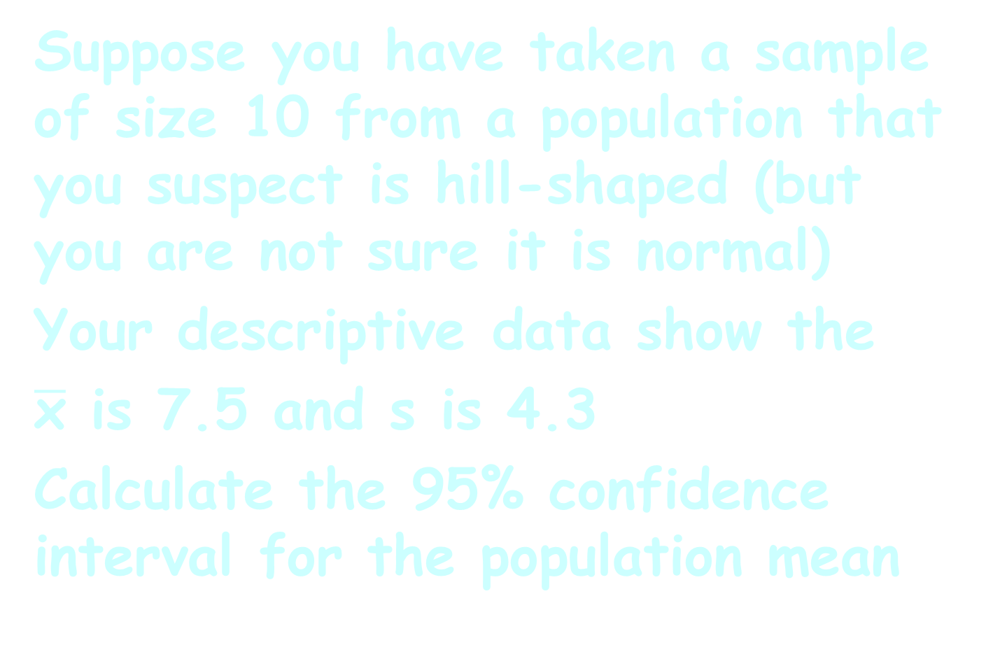 Suppose you have taken a sample
of size 10 from a population that
you suspect is hill-shaped (but
you are not sure it is normal)
Your descriptive data show the
x̅ is 7.5 and s is 4.3
Calculate the 95% confidence
interval for the population mean